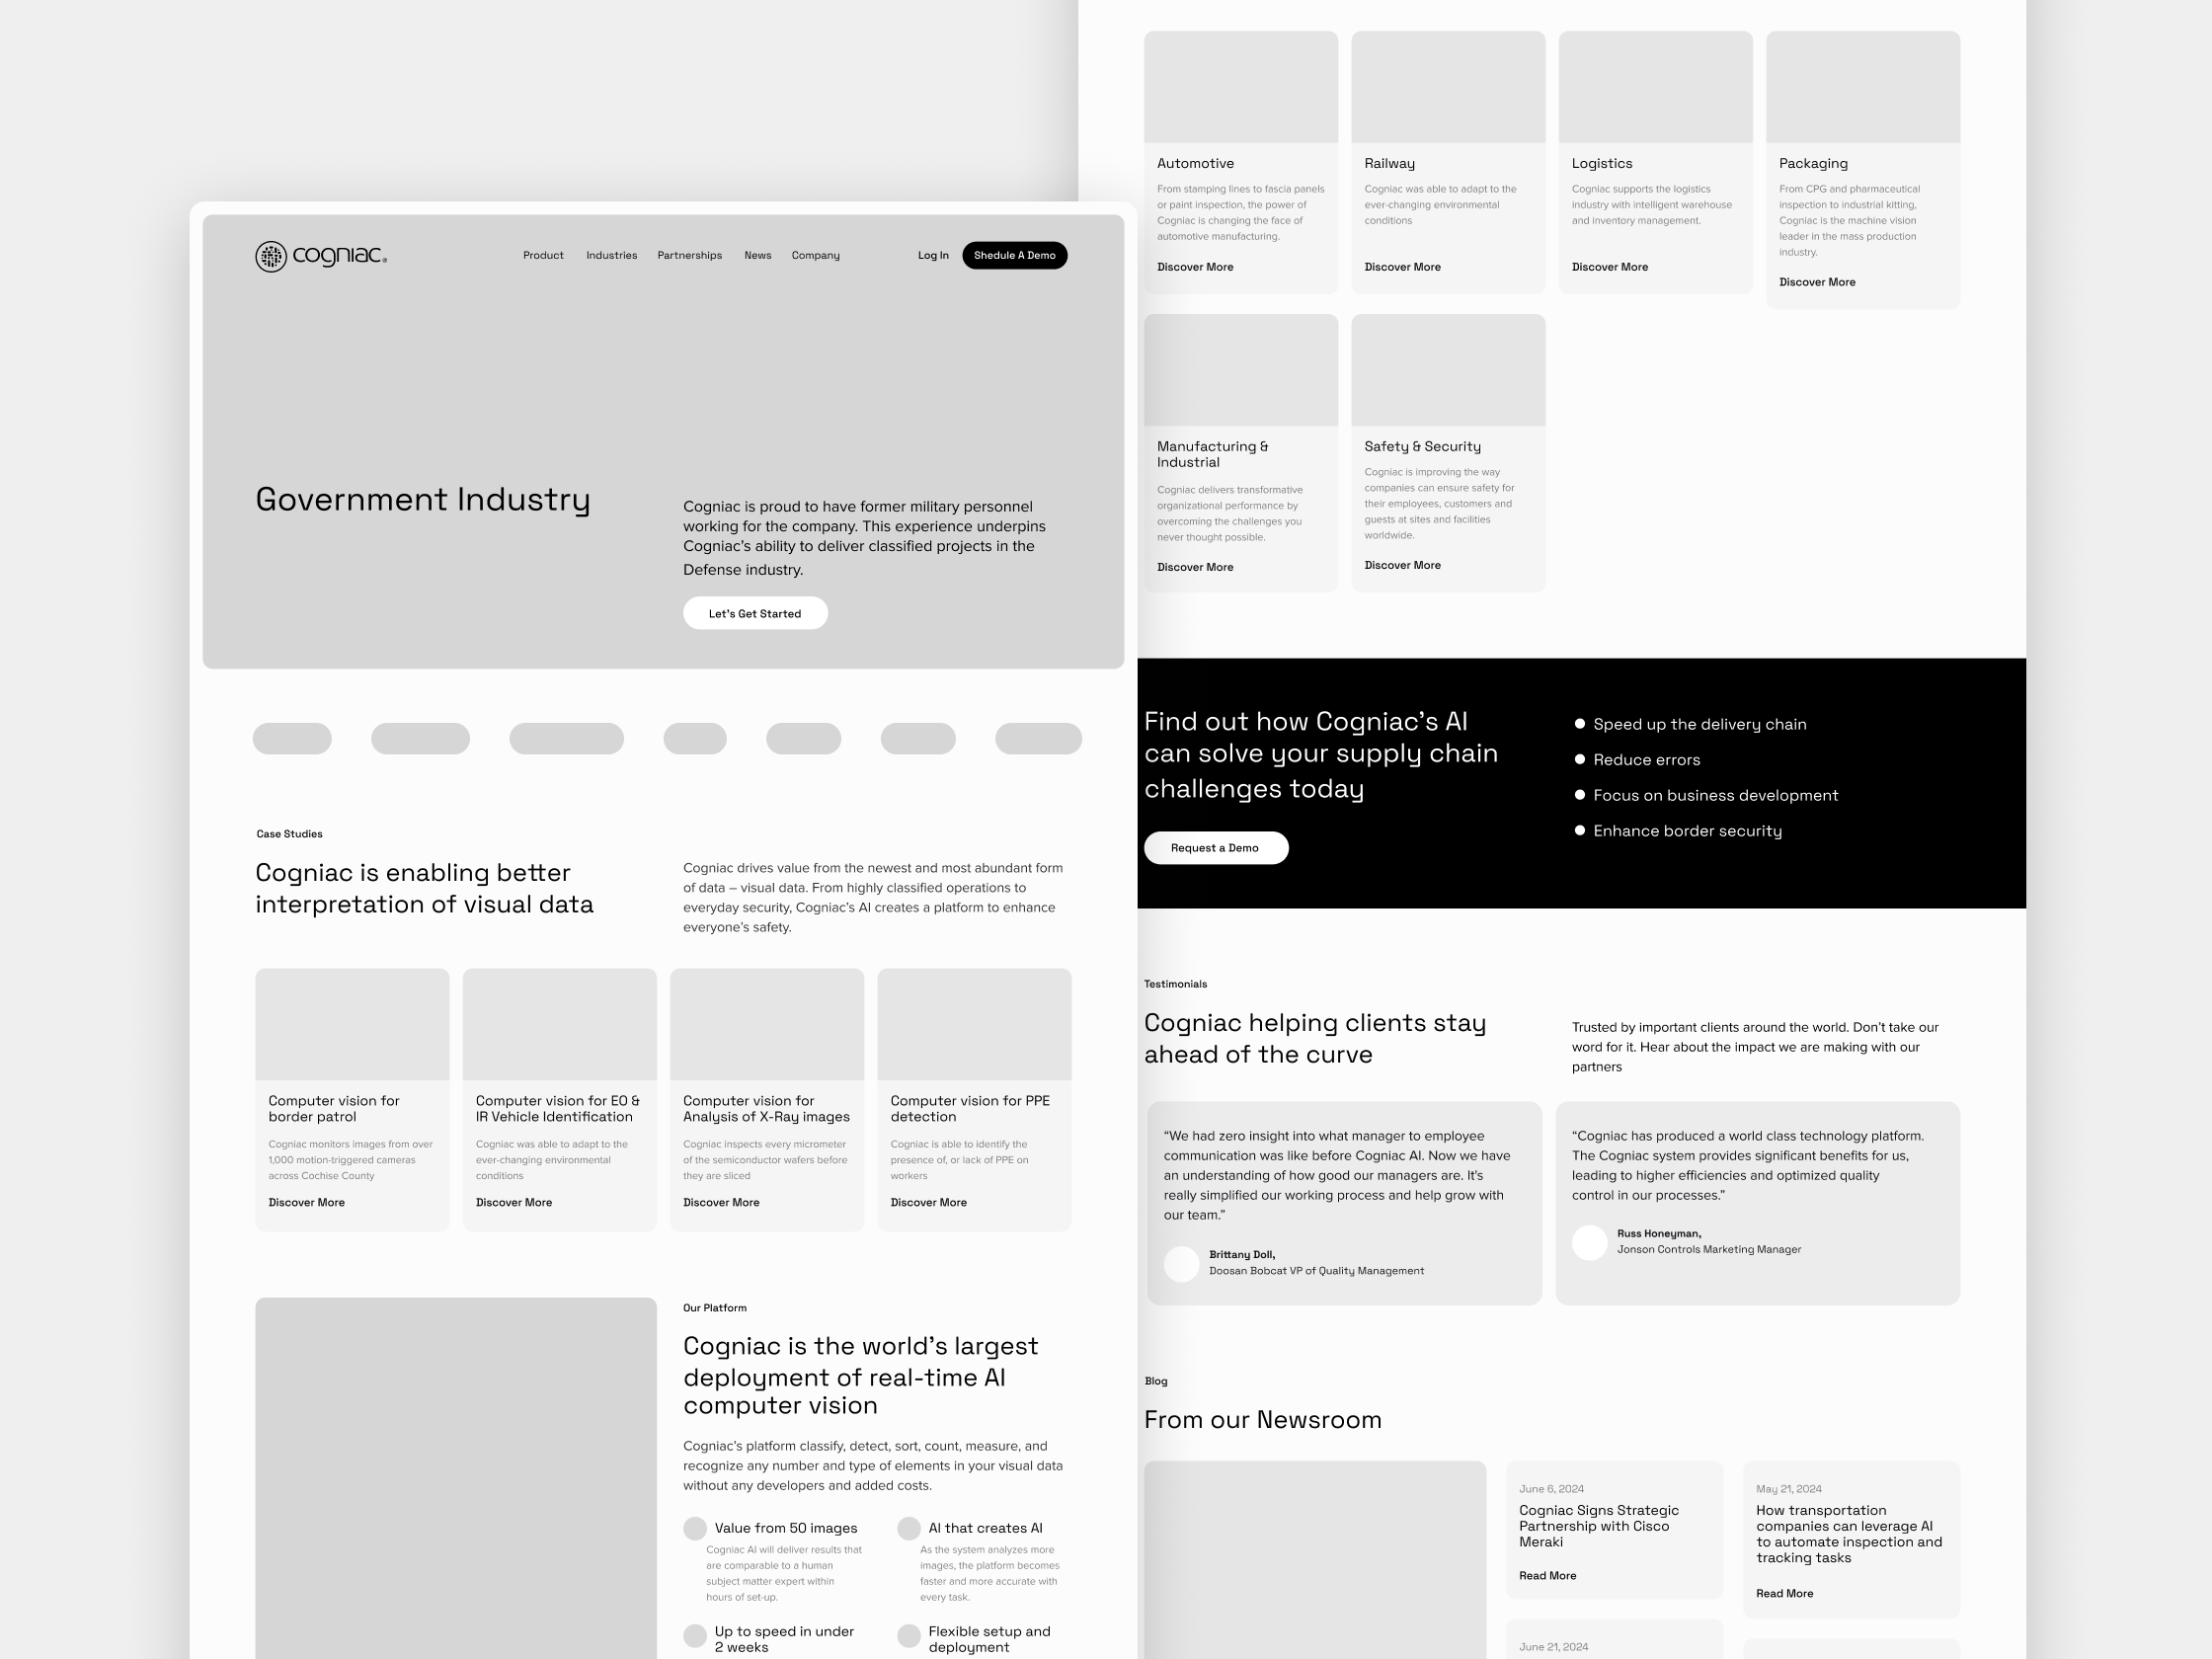 cogniac®
Product
Industries
Partnerships
News
Company
Log In
Shedule A Demo
Government Industry
Cogniac is proud to have former military personnel
working for the company. This experience underpins
Cogniac’s ability to deliver classified projects in the
Defense industry.
Let’s Get Started
Case Studies
Cogniac is enabling better
interpretation of visual data
Cogniac drives value from the newest and most abundant form
of data – visual data. From highly classified operations to
everyday security, Cogniac’s AI creates a platform to enhance
everyone’s safety.
Computer vision for
border patrol
Cogniac monitors images from over
1,000 motion-triggered cameras
across Cochise County
Discover More
Computer vision for EO &
IR Vehicle Identification
Cogniac was able to adapt to the
ever-changing environmental
conditions
Discover More
Computer vision for
Analysis of X-Ray images
Cogniac inspects every micrometer
of the semiconductor wafers before
they are sliced
Discover More
Computer vision for PPE
detection
Cogniac is able to identify the
presence of, or lack of PPE on
workers
Discover More
Our Platform
Cogniac is the world’s largest
deployment of real-time AI
computer vision
Cogniac’s platform classify, detect, sort, count, measure, and
recognize any number and type of elements in your visual data
without any developers and added costs.
Value from 50 images
Cogniac AI will deliver results that
are comparable to a human
subject matter expert within
hours of set-up.
AI that creates AI
As the system analyzes more
images, the platform becomes
faster and more accurate with
every task.
Up to speed in under
2 weeks
Flexible setup and
deployment
Automotive
From stamping lines to fascia panels
or paint inspection, the power of
Cogniac is changing the face of
automotive manufacturing.
Discover More
Railway
Cogniac was able to adapt to the
ever-changing environmental
conditions
Discover More
Logistics
Cogniac supports the logistics
industry with intelligent warehouse
and inventory management.
Discover More
Packaging
From CPG and pharmaceutical
inspection to industrial kitting,
Cogniac is the machine vision
leader in the mass production
industry.
Discover More
Manufacturing &
Industrial
Cogniac delivers transformative
organizational performance by
overcoming the challenges you
never thought possible.
Discover More
Safety & Security
Cogniac is improving the way
companies can ensure safety for
their employees, customers and
guests at sites and facilities
worldwide.
Discover More
Find out how Cogniac’s AI
can solve your supply chain
challenges today
Request a Demo
Speed up the delivery chain
Reduce errors
Focus on business development
Enhance border security
Testimonials
Cogniac helping clients stay
ahead of the curve
Trusted by important clients around the world. Don’t take our
word for it. Hear about the impact we are making with our
partners
“We had zero insight into what manager to employee
communication was like before Cogniac AI. Now we have
an understanding of how good our managers are. It’s
really simplified our working process and help grow with
our team.”
Brittany Doll,
Doosan Bobcat VP of Quality Management
“Cogniac has produced a world class technology platform.
The Cogniac system provides significant benefits for us,
leading to higher efficiencies and optimized quality
control in our processes.”
Russ Honeyman,
Jonson Controls Marketing Manager
Blog
From our Newsroom
June 6, 2024
Cogniac Signs Strategic
Partnership with Cisco
Meraki
Read More
May 21, 2024
How transportation
companies can leverage AI
to automate inspection and
tracking tasks
Read More
June 21, 2024